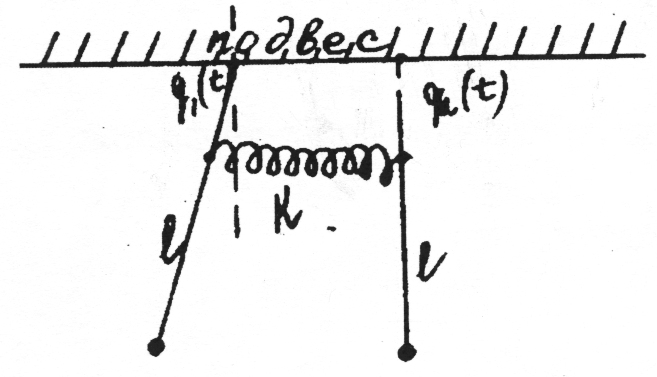 подвес
q₁(t) q₂(t)
K
l l